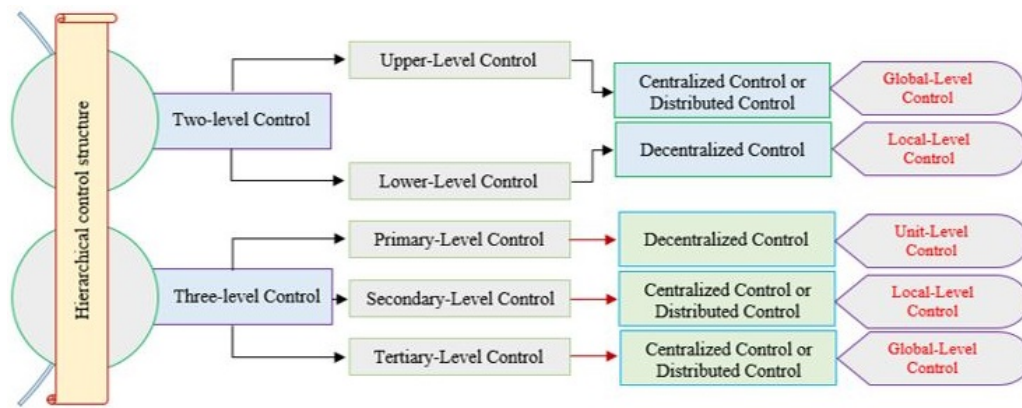 Hierarchical control structure
Two-level Control
Upper-Level Control
Centralized Control or
Distributed Control
Global-Level
Control
Lower-Level Control
Decentralized Control
Local-Level
Control
Three-level Control
Primary-Level Control
Decentralized Control
Unit-Level
Control
Secondary-Level Control
Centralized Control or
Distributed Control
Local-Level
Control
Tertiary-Level Control
Centralized Control or
Distributed Control
Global-Level
Control